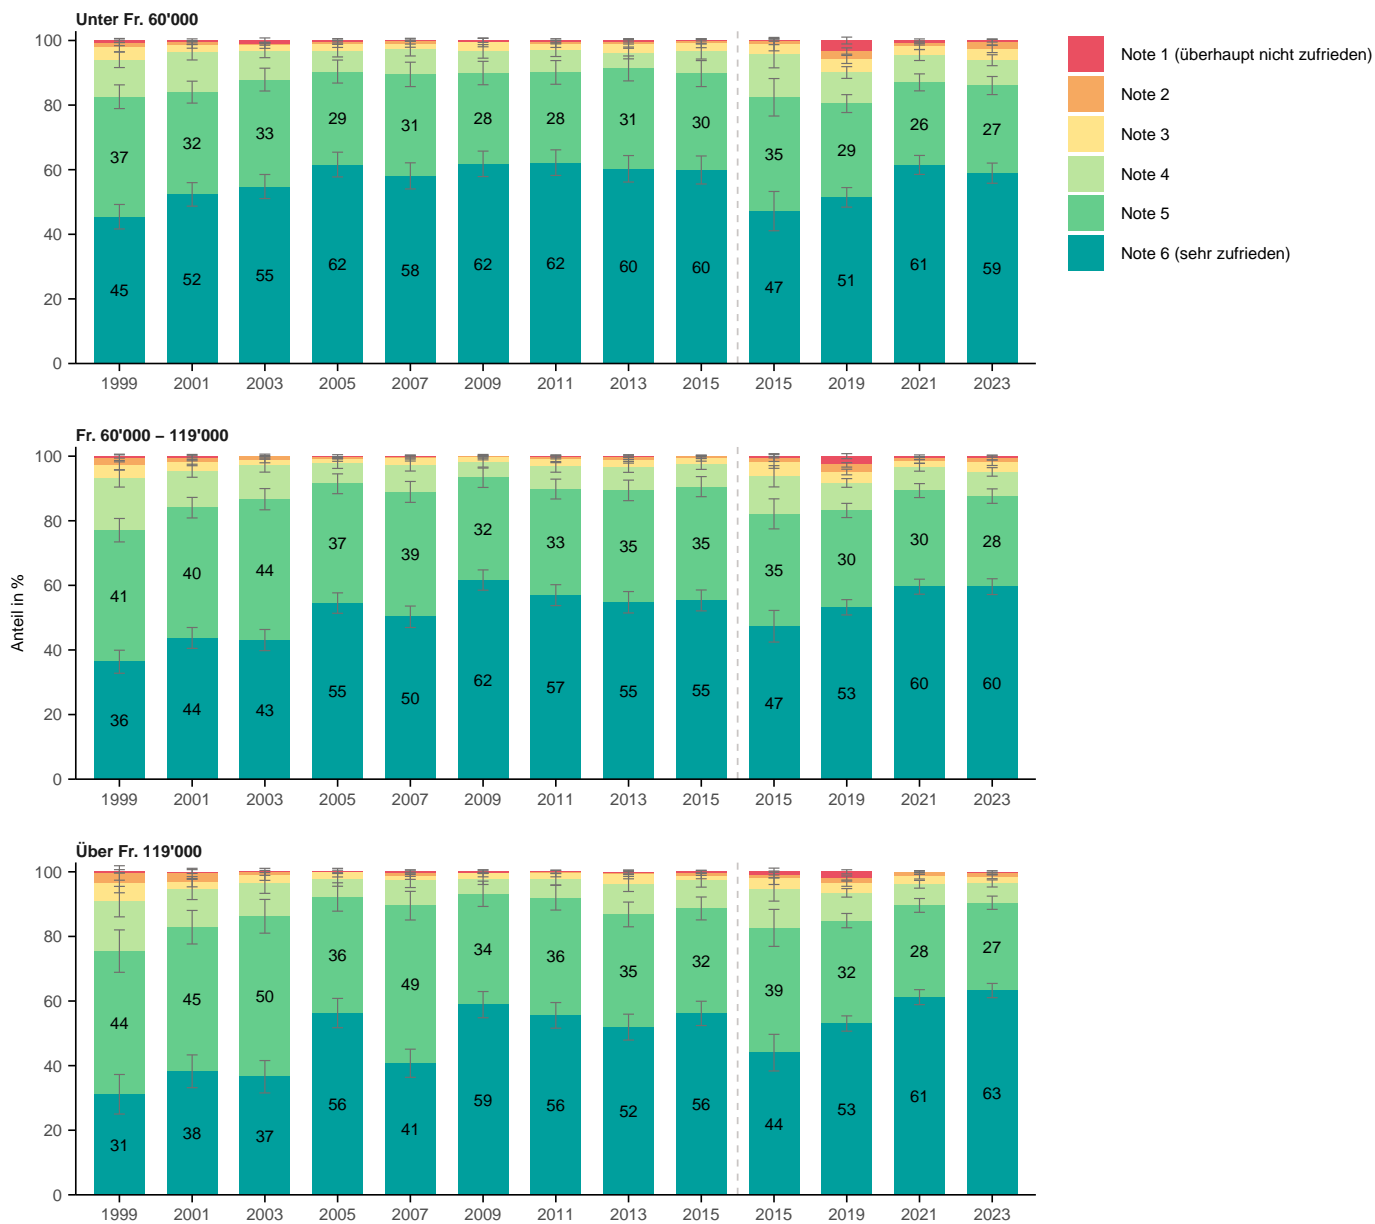 Unter Fr. 60'000
100
80
60
40
20
0
37 32 33 29 31 28 28 31 30 35 29 26 27
45 52 55 62 58 62 62 60 60 47 51 61 59
1999 2001 2003 2005 2007 2009 2011 2013 2015 2015 2019 2021 2023
Note 1 (überhaupt nicht zufrieden)
Note 2
Note 3
Note 4
Note 5
Note 6 (sehr zufrieden)
Fr. 60'000 – 119'000
Anteil in %
100
80
60
40
20
0
41 40 44 37 39 32 33 35 35 35 30 30 28
36 44 43 55 50 62 57 55 55 47 53 60 60
1999 2001 2003 2005 2007 2009 2011 2013 2015 2015 2019 2021 2023
Über Fr. 119'000
100
80
60
40
20
0
44 45 50 36 49 34 36 35 32 39 32 28 27
31 38 37 56 41 59 56 52 56 44 53 61 63
1999 2001 2003 2005 2007 2009 2011 2013 2015 2015 2019 2021 2023